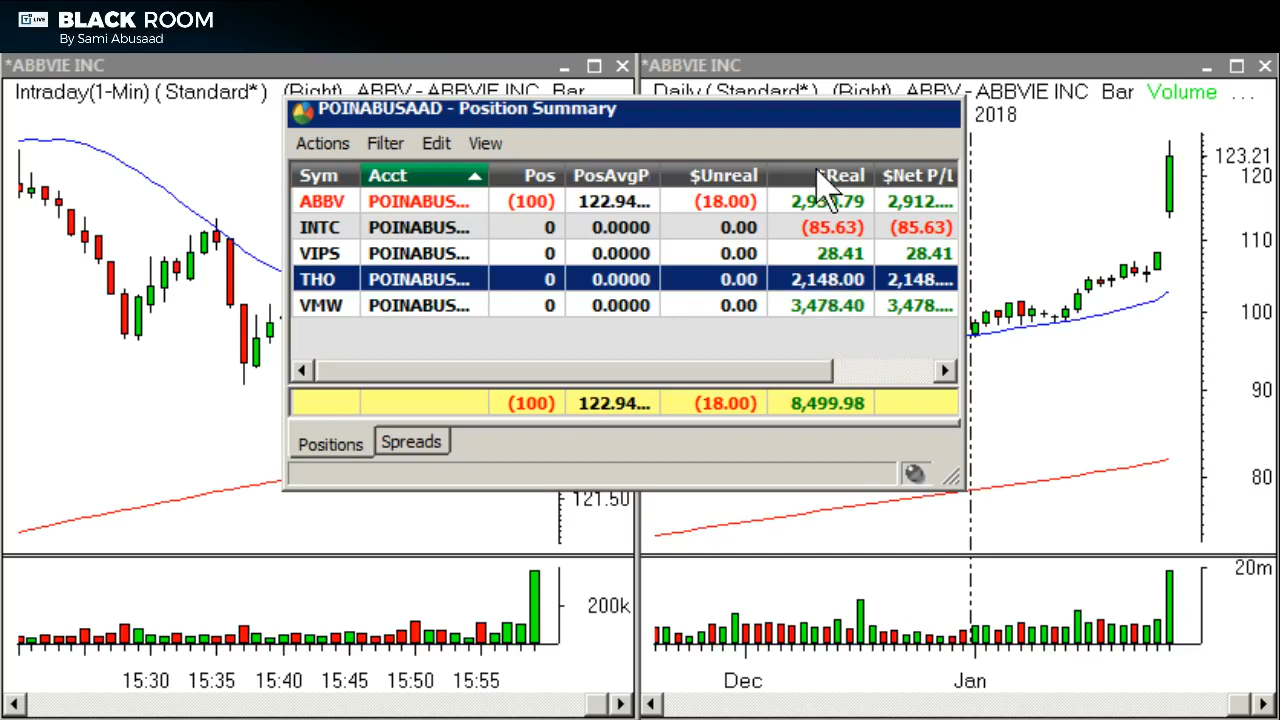 LIVE BLACK ROOM
By Sami Abusaad
*ABBVIE INC
*ABBVIE INC
Intraday(1-Min) (Standard*) (Right) ABBV - ABBVIE INC Bar
Daily (Standard*) (Right) ABBV - ABBVIE INC Bar Volume ...
2018
POINABUSAAD - Position Summary
Actions Filter Edit View
Sym Acct Pos PosAvgP $Unreal $Real $Net P/L
ABBV POINABUS... (100) 122.94... (18.00) 2,912....
INTC POINABUS... 0 0.0000 0.00 (85.63) (85.63)
VIPS POINABUS... 0 0.0000 0.00 28.41 28.41
THO POINABUS... 0 0.0000 0.00 2,148.00 2,148....
VMW POINABUS... 0 0.0000 0.00 3,478.40 3,478....
(100) 122.94... (18.00) 8,499.98
Positions Spreads
121.50
200k
15:30 15:35 15:40 15:45 15:50 15:55
123.21
120
110
100
90
80
20m
Dec Jan